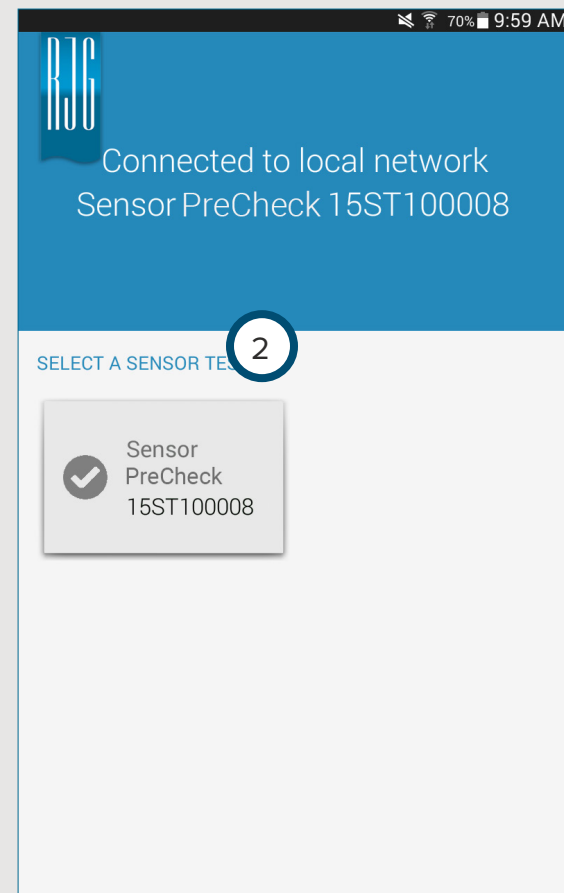 70% 9:59 AM
RJG
Connected to local network
Sensor PreCheck 15ST100008
2
SELECT A SENSOR TES
Sensor
PreCheck
15ST100008